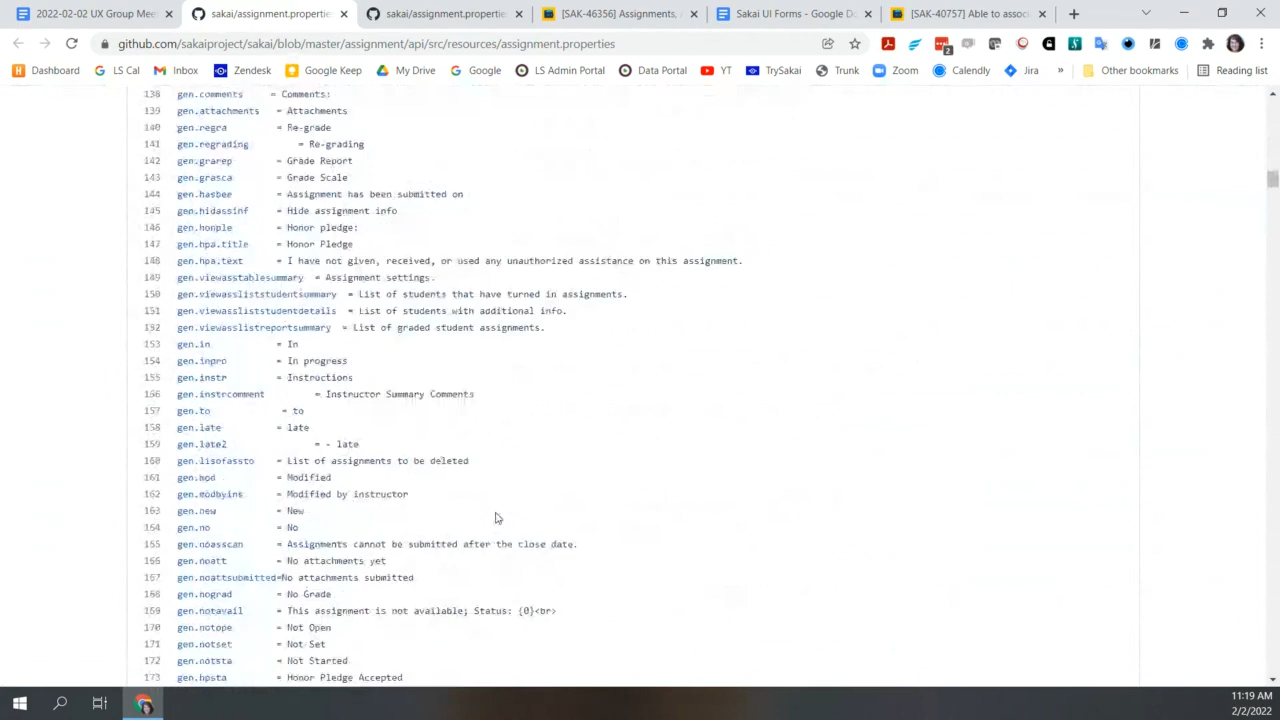 2022-02-02 UX Group Mee
sakai/assignment.propertie
sakai/assignment.propertie
[SAK-46356] Assignments,
Sakai UI Forms - Google Do
[SAK-40757] Able to assoc
github.com/sakaiproject/sakai/blob/master/assignment/api/src/resources/assignment.properties
2
Dashboard
LS Cal
Inbox
Zendesk
Google Keep
My Drive
Google
LS Admin Portal
Data Portal
YT
TrySakai
Trunk
Zoom
Calendly
Jira
»
Other bookmarks
Reading list
138 gen.comments = Comments:
139 gen.attachments = Attachments
140 gen.regra = Re-grade
141 gen.regrading = Re-grading
142 gen.grarep = Grade Report
143 gen.grasca = Grade Scale
144 gen.hasbee = Assignment has been submitted on
145 gen.hidassinf = Hide assignment info
146 gen.honple = Honor pledge:
147 gen.hpa.title = Honor Pledge
148 gen.hpa.text = I have not given, received, or used any unauthorized assistance on this assignment.
149 gen.viewasstablesummary = Assignment settings.
150 gen.viewassliststudentsummary = List of students that have turned in assignments.
151 gen.viewassliststudentdetails = List of students with additional info.
152 gen.viewasslistreportsummary = List of graded student assignments.
153 gen.in = In
154 gen.inpro = In progress
155 gen.instr = Instructions
156 gen.instrcomment = Instructor Summary Comments
157 gen.to = to
158 gen.late = late
159 gen.late2 = - late
160 gen.lisofassto = List of assignments to be deleted
161 gen.mod = Modified
162 gen.modbyins = Modified by instructor
163 gen.new = New
164 gen.no = No
165 gen.noasscan = Assignments cannot be submitted after the close date.
166 gen.noatt = No attachments yet
167 gen.noattsubmitted=No attachments submitted
168 gen.nograd = No Grade
169 gen.notavail = This assignment is not available; Status: {0}<br>
170 gen.notope = Not Open
171 gen.notset = Not Set
172 gen.notsta = Not Started
173 gen.hpsta = Honor Pledge Accepted
11:19 AM
2/2/2022